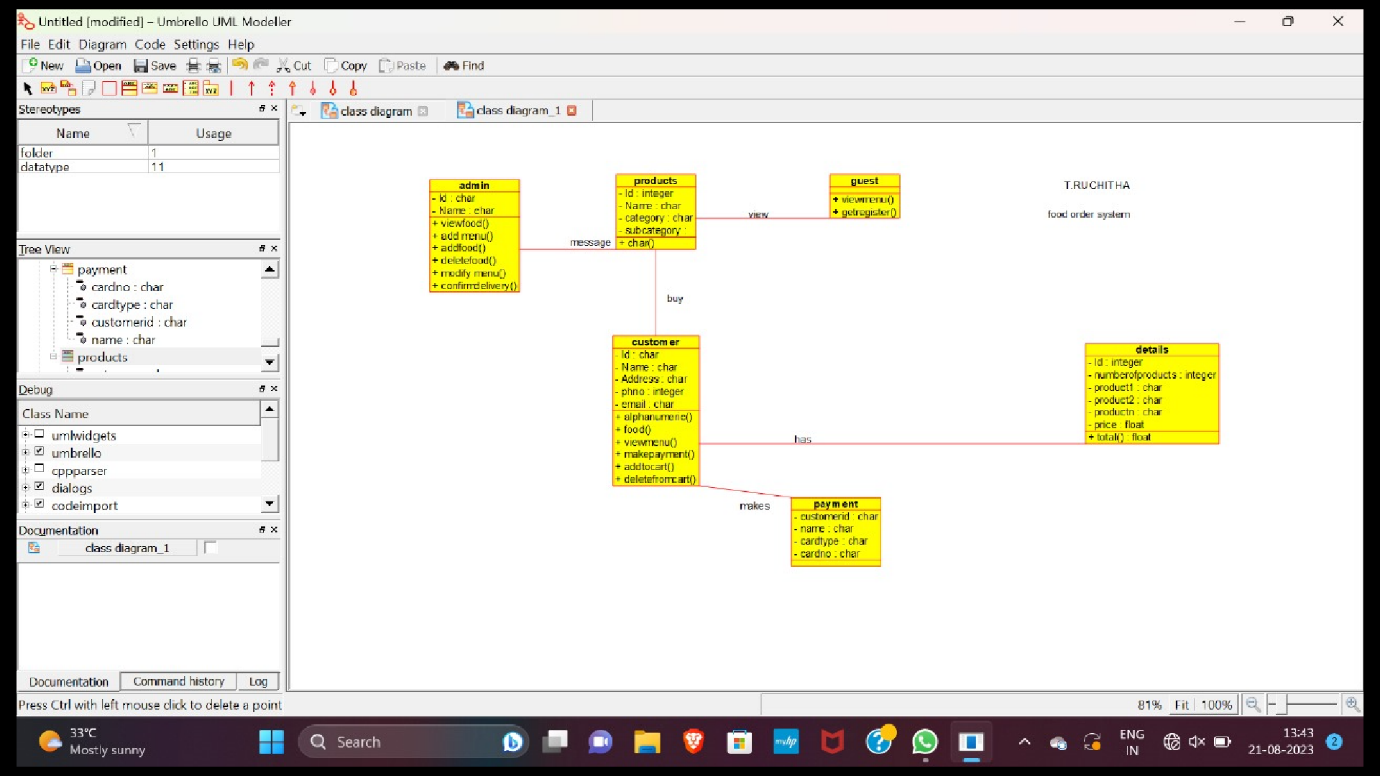 Untitled [modified] – Umbrello UML Modeller
File Edit Diagram Code Settings Help
New Open Save Cut Copy Paste Find
Stereotypes
class diagram class diagram_1
Name Usage
folder 1
datatype 11
Tree View
payment
cardno : char
cardtype : char
customerid : char
name : char
products
Debug
Class Name
umlwidgets
umbrello
cppparser
dialogs
codeimport
Documentation
class diagram_1
Documentation Command history Log
admin
- Id : char
- Name : char
+ viewfood()
+ add menu()
+ addfood()
+ deletefood()
+ modify menu()
+ confirmdelivery()
message
products
- Id : integer
- Name : char
- category : char
- subcategory :
+ char()
view
guest
+ viewmenu()
+ getregister()
T.RUCHITHA
food order system
buy
customer
- Id : char
- Name : char
- Address : char
- phno : integer
- email : char
+ alphanumeric()
+ food()
+ viewmenu()
+ makepayment()
+ addtocart()
+ deletefromcart()
has
details
- Id : integer
- numberofproducts : integer
- product1 : char
- product2 : char
- productn : char
- price : float
+ total() : float
makes
payment
- customerid : char
- name : char
- cardtype : char
- cardno : char
Press Ctrl with left mouse click to delete a point
81% Fit 100%
33°C
Mostly sunny
Search
myhp
ENG
IN
13:43
21-08-2023
2